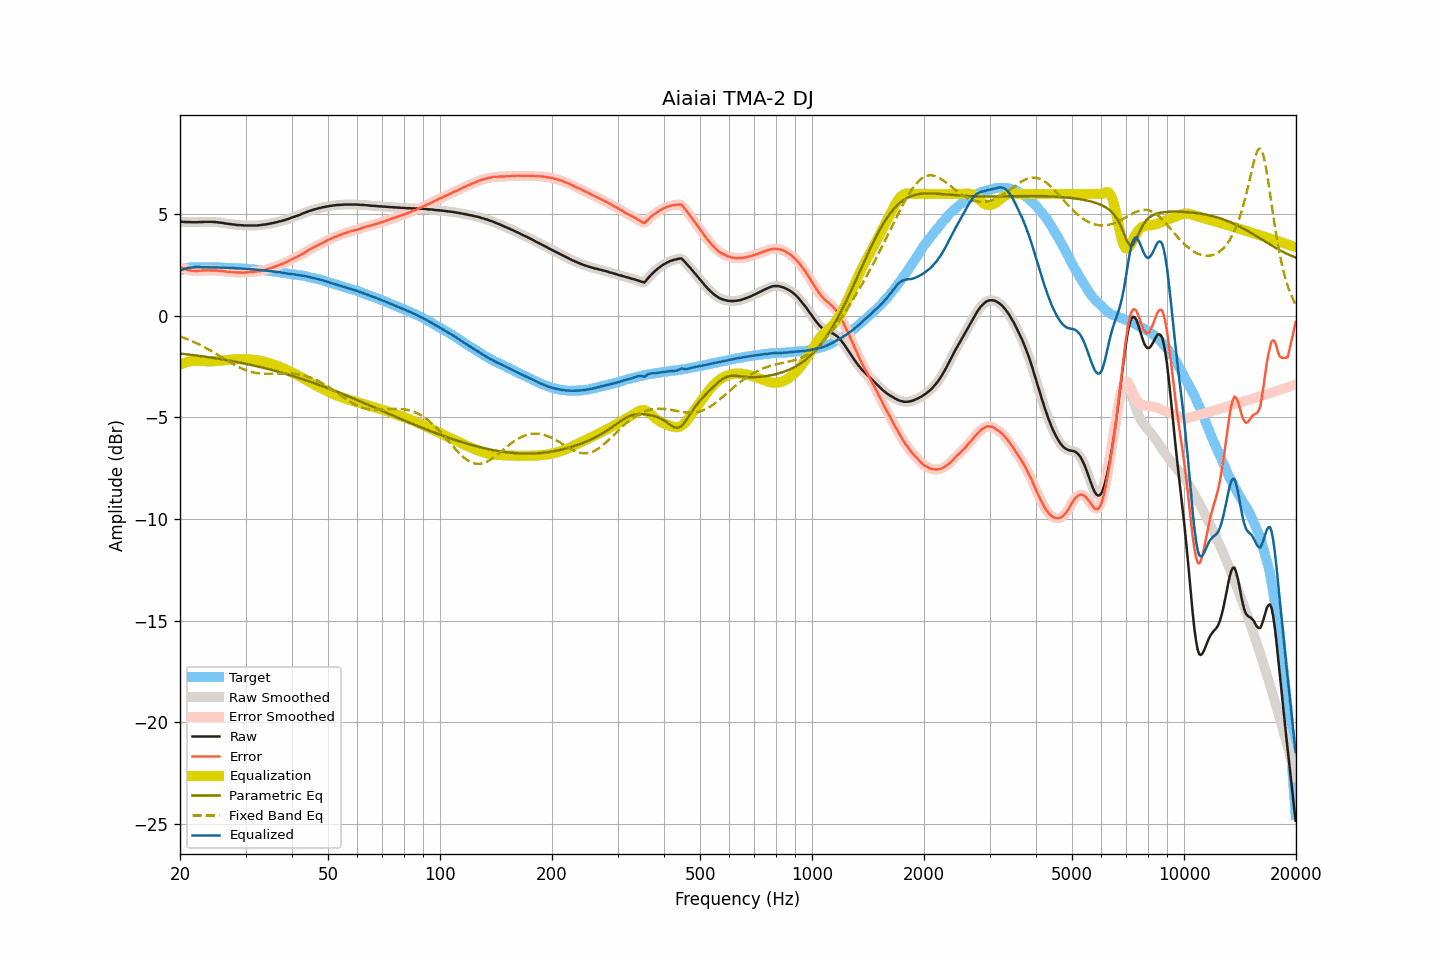 Aiaiai TMA-2 DJ
Amplitude (dBr)
5
0
−5
−10
−15
−20
−25
Target
Raw Smoothed
Error Smoothed
Raw
Error
Equalization
Parametric Eq
Fixed Band Eq
Equalized
20 50 100 200 500 1000 2000 5000 10000 20000
Frequency (Hz)